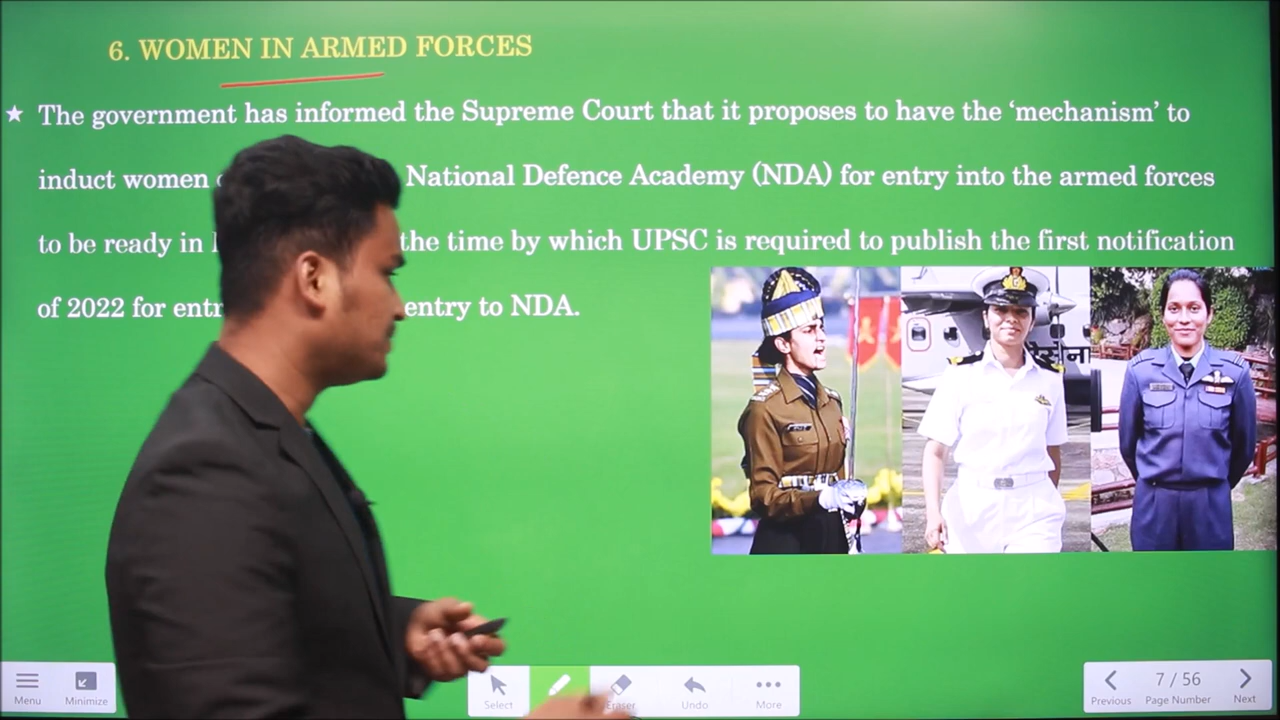 6. WOMEN IN ARMED FORCES
★ The government has informed the Supreme Court that it proposes to have the ‘mechanism’ to
induct women National Defence Academy (NDA) for entry into the armed forces
to be ready in the time by which UPSC is required to publish the first notification
of 2022 for entry to NDA.
Menu
Minimize
Select
Eraser
Undo
More
Previous
7 / 56
Page Number
Next